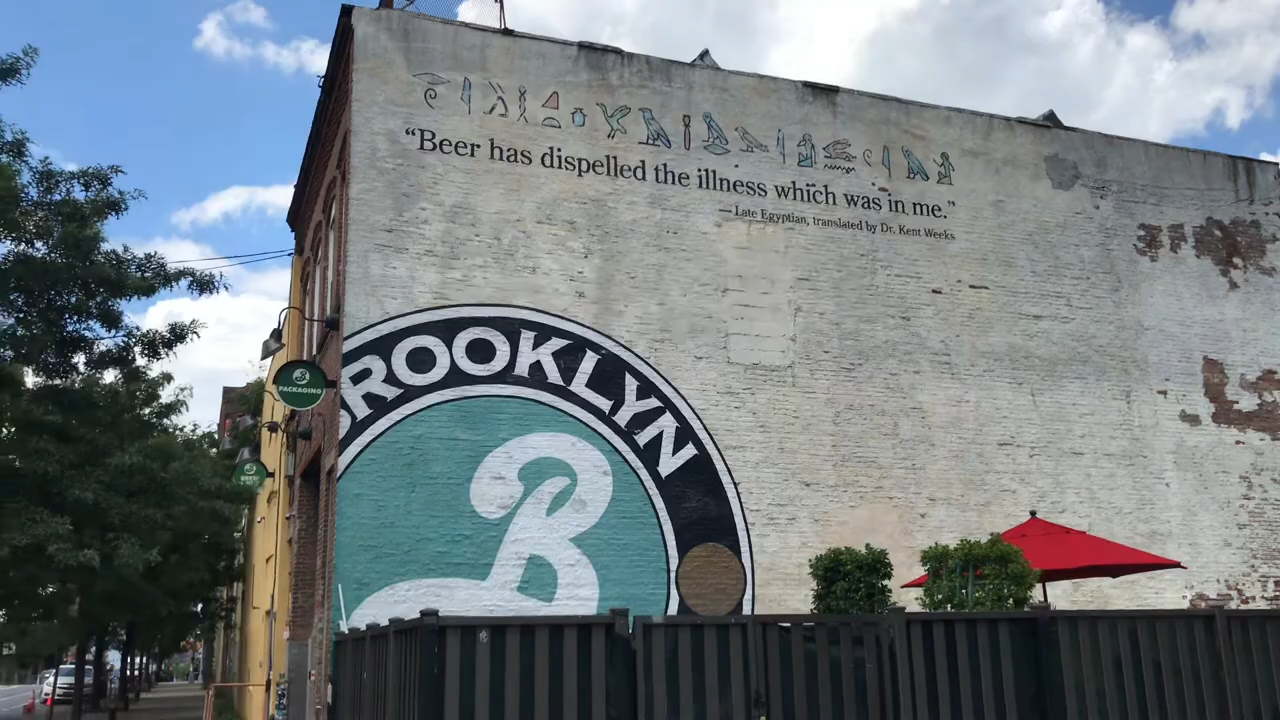 “Beer has dispelled the illness which was in me.”
—Late Egyptian, translated by Dr. Kent Weeks
BROOKLYN
B
B
PACKAGING